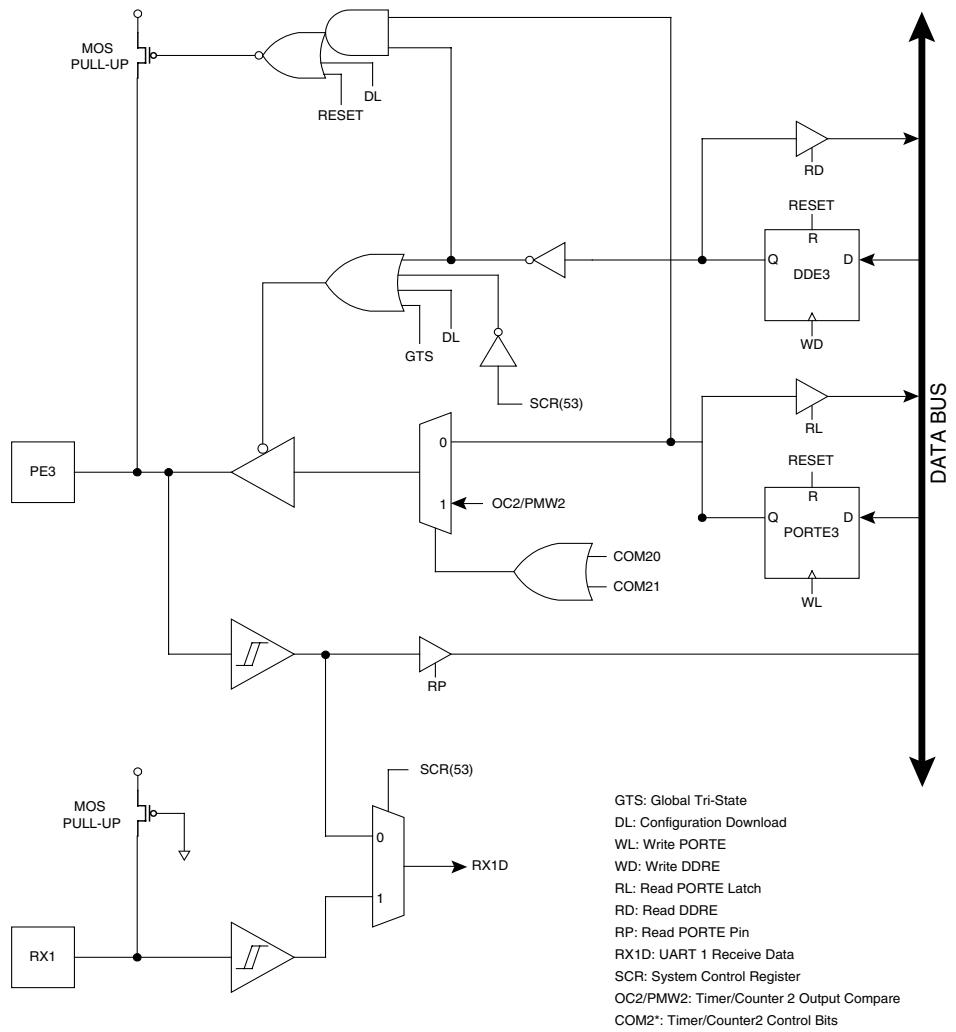 MOS
PULL-UP
DL
RESET
RD
RESET
R
Q
D
DDE3
WD
DL
GTS
SCR(53)
RL
DATA BUS
PE3
0
1
OC2/PMW2
RESET
R
Q
D
PORTE3
WL
COM20
COM21
RP
SCR(53)
MOS
PULL-UP
0
1
RX1D
RX1
GTS: Global Tri-State
DL: Configuration Download
WL: Write PORTE
WD: Write DDRE
RL: Read PORTE Latch
RD: Read DDRE
RP: Read PORTE Pin
RX1D: UART 1 Receive Data
SCR: System Control Register
OC2/PMW2: Timer/Counter 2 Output Compare
COM2*: Timer/Counter2 Control Bits